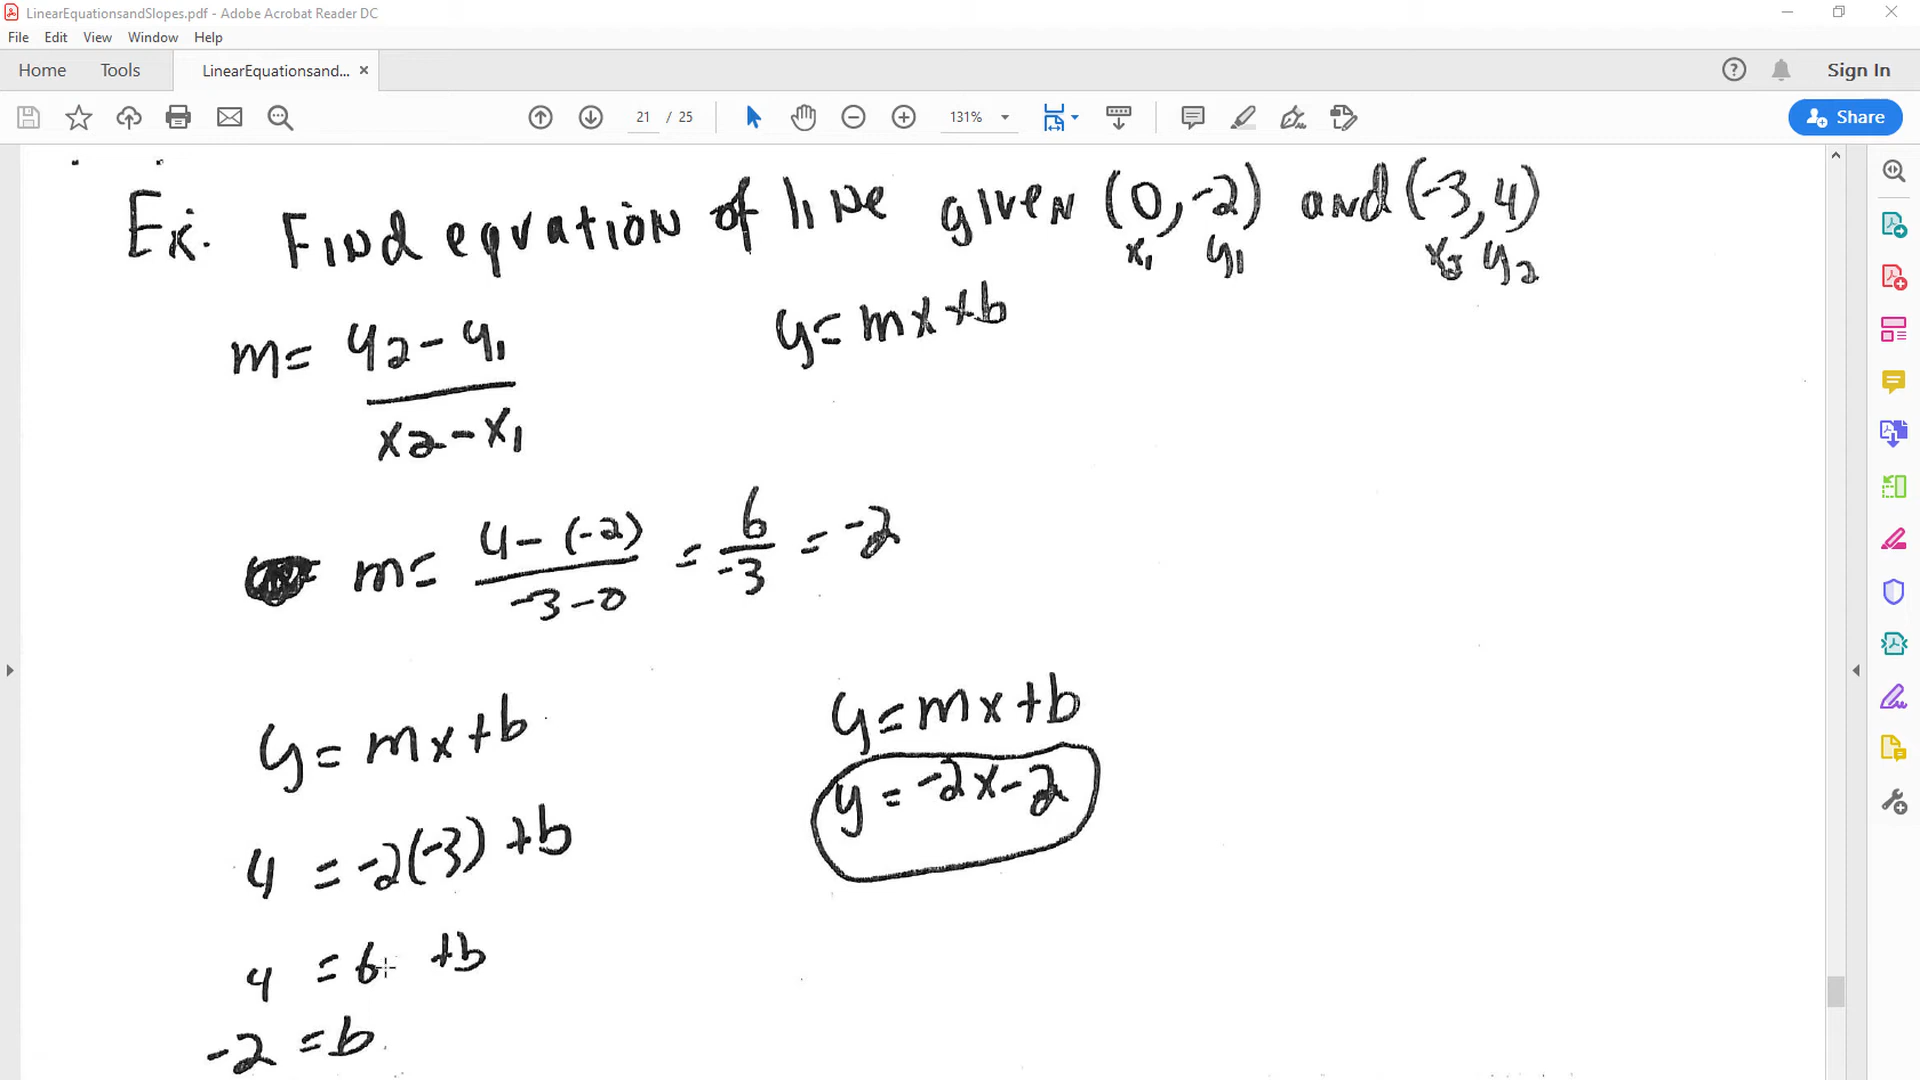 LinearEquationsandSlopes.pdf - Adobe Acrobat Reader DC
File Edit View Window Help
Home Tools LinearEquationsand... × Sign In
21 / 25 131% Share
Ex. Find equation of line given (0, -2) and (-3, 4)
x₁ y₁ x₂ y₂
m = y₂ - y₁ / x₂ - x₁
y = mx + b
m = 4 - (-2) / -3 - 0 = 6 / -3 = -2
y = mx + b
4 = -2(-3) + b
4 = 6 + b
-2 = b
y = mx + b
y = -2x - 2